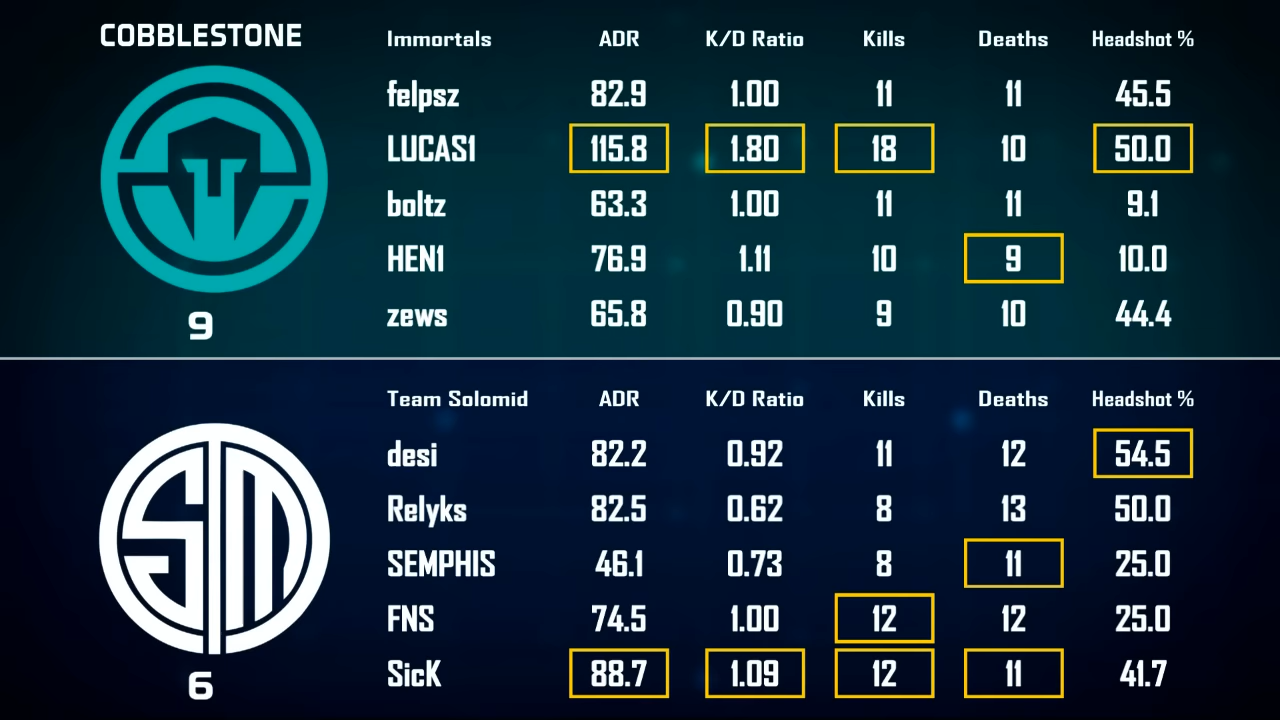 COBBLESTONE
Immortals ADR K/D Ratio Kills Deaths Headshot %
felpsz 82.9 1.00 11 11 45.5
LUCAS1 115.8 1.80 18 10 50.0
boltz 63.3 1.00 11 11 9.1
HEN1 76.9 1.11 10 9 10.0
zews 65.8 0.90 9 10 44.4
9
Team Solomid ADR K/D Ratio Kills Deaths Headshot %
desi 82.2 0.92 11 12 54.5
Relyks 82.5 0.62 8 13 50.0
SEMPHIS 46.1 0.73 8 11 25.0
FNS 74.5 1.00 12 12 25.0
SicK 88.7 1.09 12 11 41.7
TSM
6